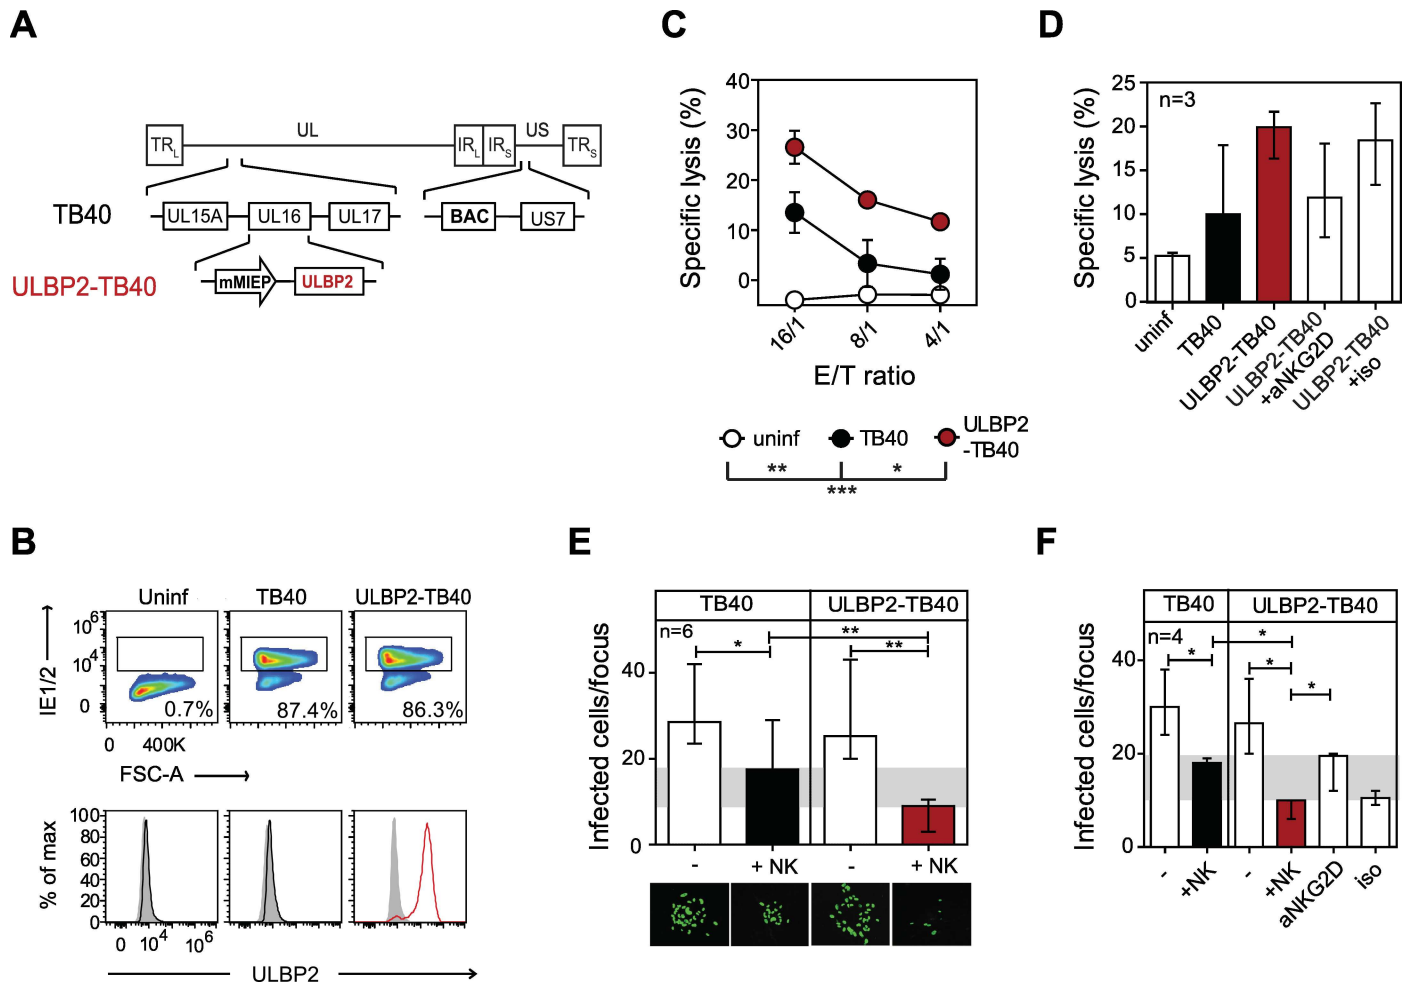 A
TRL
UL
IRL
IRS
US
TRS
TB40
UL15A
UL16
UL17
BAC
US7
ULBP2-TB40
mMIEP
ULBP2
C
Specific lysis (%)
40
30
20
10
0
16/1
8/1
4/1
E/T ratio
uninf
TB40
ULBP2
-TB40
**
*
***
D
Specific lysis (%)
n=3
25
20
15
10
5
0
uninf
TB40
ULBP2-TB40
ULBP2-TB40
+aNKG2D
ULBP2-TB40
+iso
B
Uninf
TB40
ULBP2-TB40
IE1/2
10^6
10^4
0
0.7%
87.4%
86.3%
0
400K
FSC-A
% of max
100
80
60
40
20
0
0
10^4
10^6
ULBP2
E
TB40
ULBP2-TB40
n=6
*
**
**
Infected cells/focus
40
20
0
-
+ NK
-
+ NK
F
TB40
ULBP2-TB40
n=4
*
*
*
*
Infected cells/focus
40
20
0
-
+NK
-
+NK
aNKG2D
iso